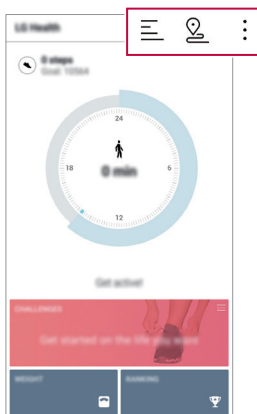 LG Health
0 steps
Goal: 10564
24
18
0 min
6
12
Get active!
CHALLENGES
Get started on the life you want
WEIGHT
RANKING